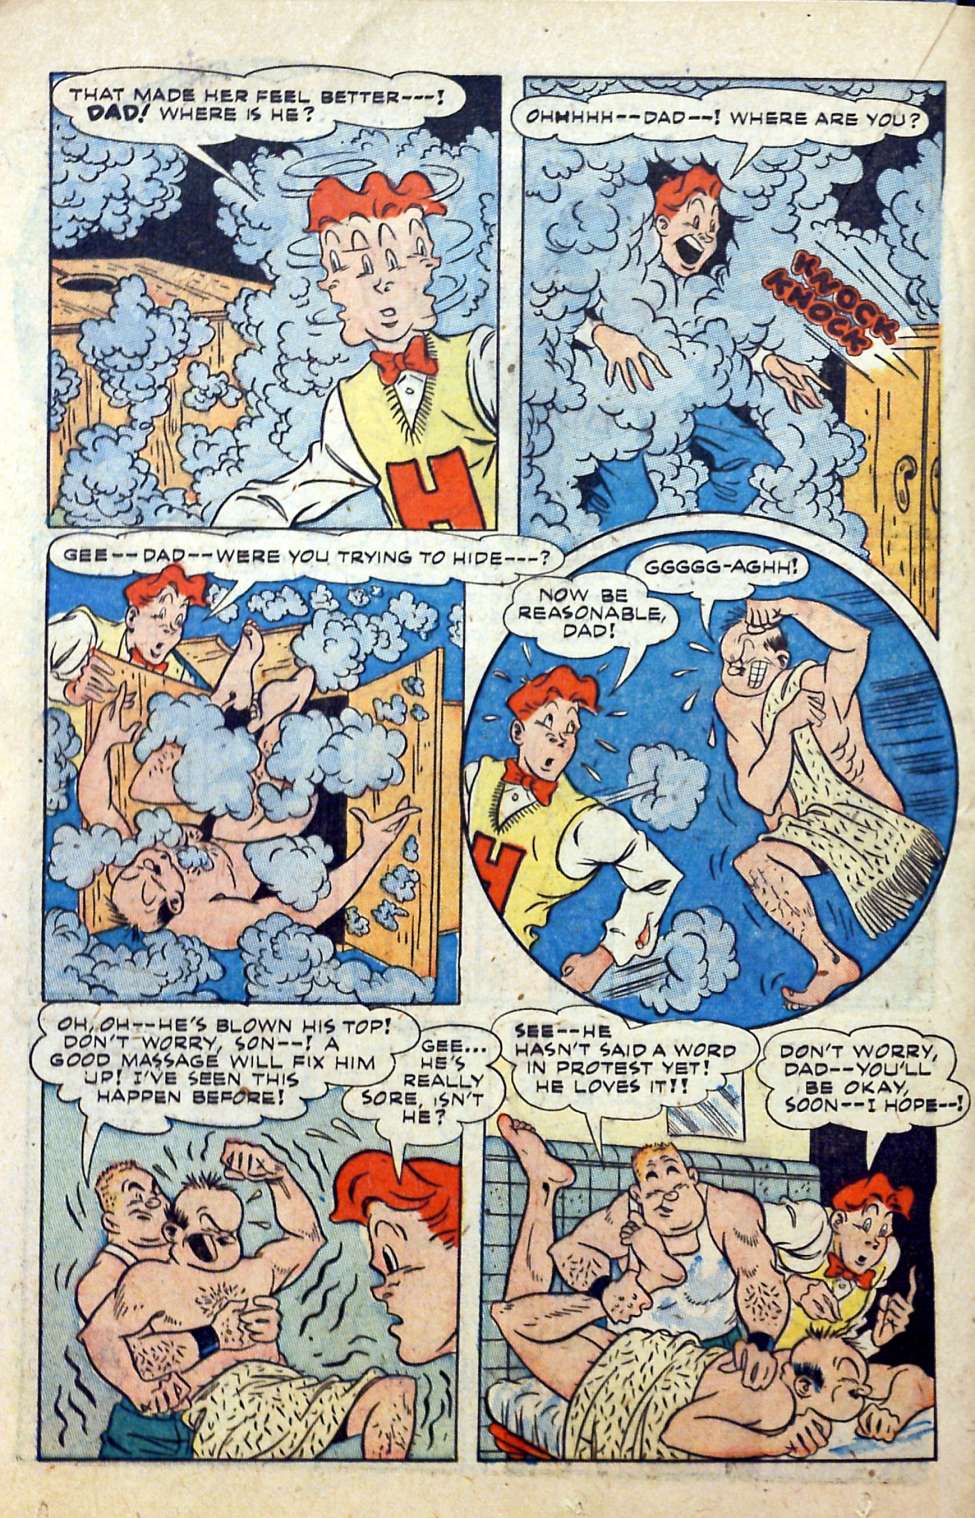 THAT MADE HER FEEL BETTER---!
DAD! WHERE IS HE?
OHHHHH--DAD--! WHERE ARE YOU?
KNOCK
KNOCK
H
GEE--DAD--WERE YOU TRYING TO HIDE---?
NOW BE
REASONABLE,
DAD!
GGGGG-AGHH!
H
OH, OH--HE'S BLOWN HIS TOP!
DON'T WORRY, SON--! A
GOOD MASSAGE WILL FIX HIM
UP! I'VE SEEN THIS
HAPPEN BEFORE!
GEE...
HE'S
REALLY
SORE, ISN'T
HE?
SEE--HE
HASN'T SAID A WORD
IN PROTEST YET!
HE LOVES IT!!
DON'T WORRY,
DAD--YOU'LL
BE OKAY,
SOON--I HOPE--!